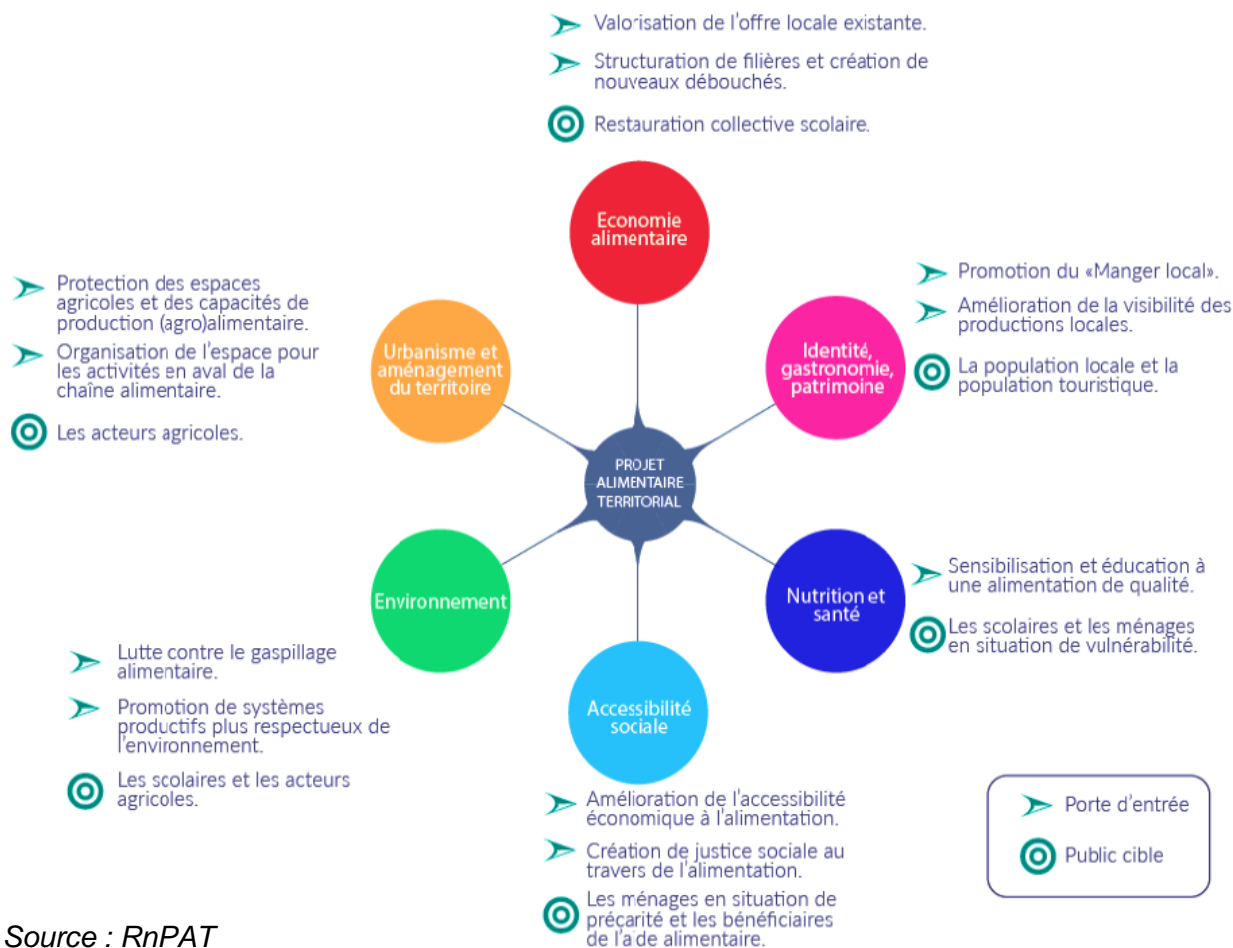 Valorisation de l'offre locale existante.
Structuration de filières et création de
nouveaux débouchés.
Restauration collective scolaire.
Economie
alimentaire
Protection des espaces
agricoles et des capacités de
production (agro)alimentaire.
Organisation de l'espace pour
les activités en aval de la
chaîne alimentaire.
Les acteurs agricoles.
Urbanisme et
aménagement
du territoire
Identité,
gastronomie,
patrimoine
Promotion du «Manger local».
Amélioration de la visibilité des
productions locales.
La population locale et la
population touristique.
PROJET
ALIMENTAIRE
TERRITORIAL
Environnement
Lutte contre le gaspillage
alimentaire.
Promotion de systèmes
productifs plus respectueux de
l'environnement.
Les scolaires et les acteurs
agricoles.
Nutrition et
santé
Sensibilisation et éducation à
une alimentation de qualité.
Les scolaires et les ménages
en situation de vulnérabilité.
Accessibilité
sociale
Amélioration de l'accessibilité
économique à l'alimentation.
Création de justice sociale au
travers de l'alimentation.
Les ménages en situation de
précarité et les bénéficiaires
de l'aide alimentaire.
Porte d'entrée
Public cible
Source : RnPAT